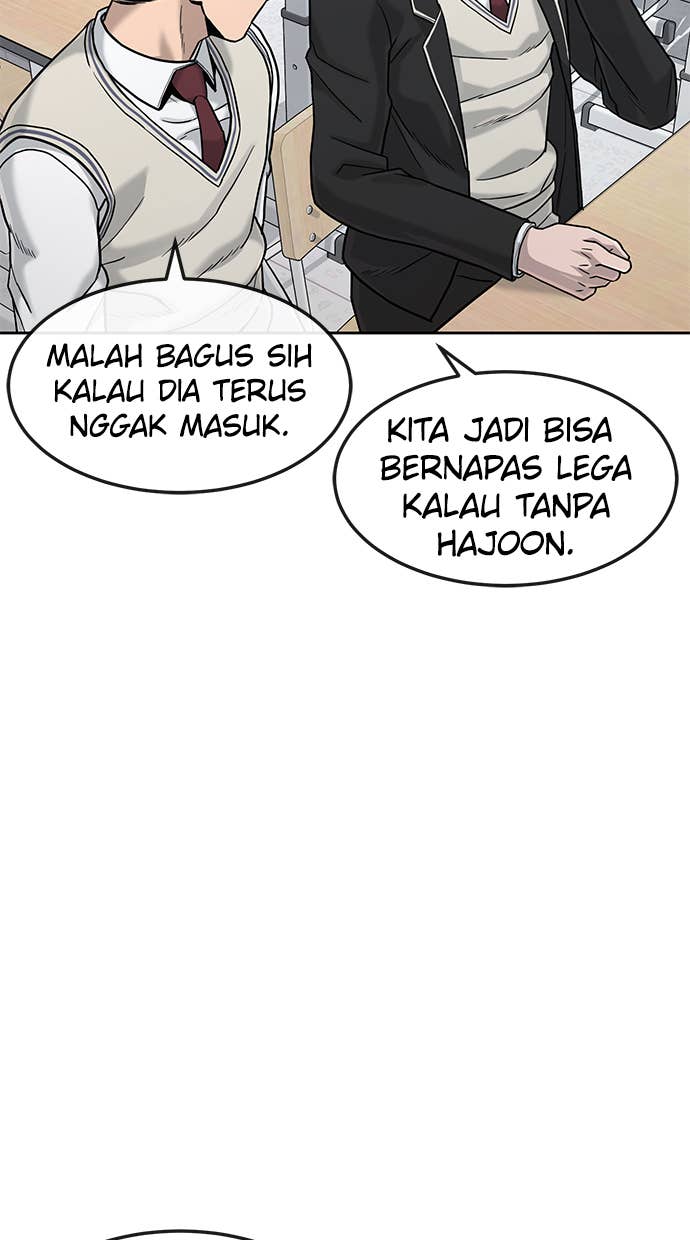 MALAH BAGUS SIH
KALAU DIA TERUS
NGGAK MASUK.
KITA JADI BISA
BERNAPAS LEGA
KALAU TANPA
HAJOON.